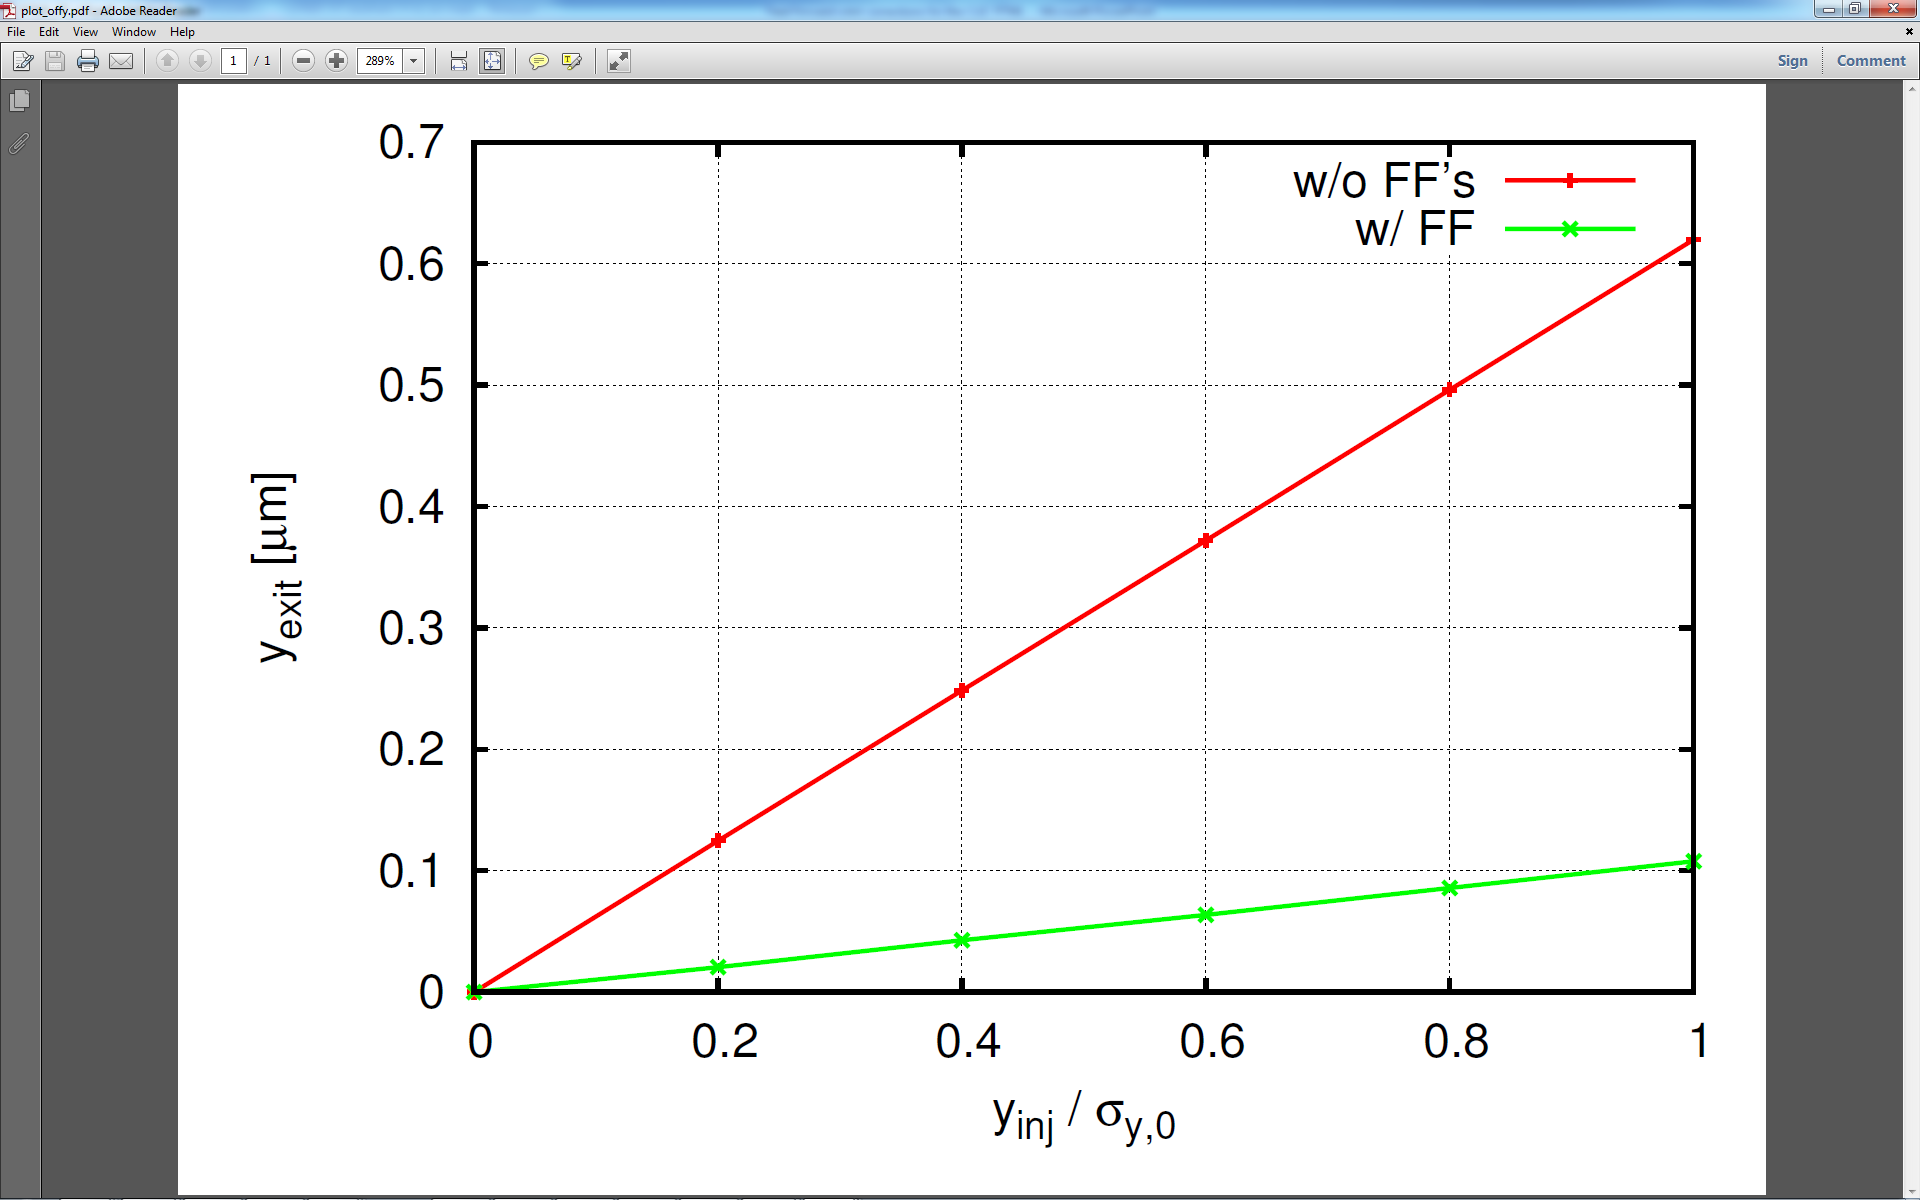 plot_offy.pdf - Adobe Reader
File Edit View Window Help
1 / 1 289% Sign Comment
0.7
0.6
0.5
0.4
0.3
0.2
0.1
0
y_exit [μm]
w/o FF's
w/ FF
0 0.2 0.4 0.6 0.8 1
y_inj / σ_y,0